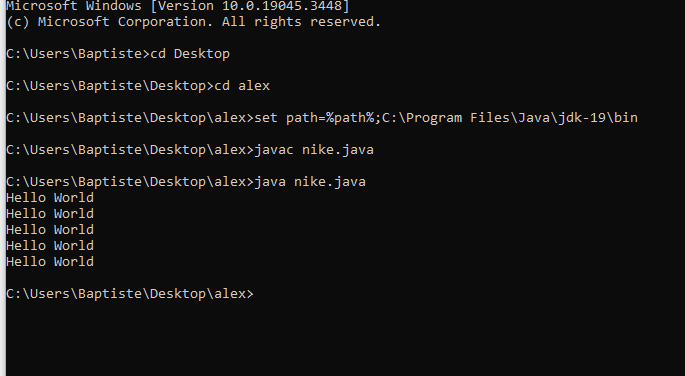 Microsoft Windows [Version 10.0.19045.3448]
(c) Microsoft Corporation. All rights reserved.
C:\Users\Baptiste>cd Desktop
C:\Users\Baptiste\Desktop>cd alex
C:\Users\Baptiste\Desktop\alex>set path=%path%;C:\Program Files\Java\jdk-19\bin
C:\Users\Baptiste\Desktop\alex>javac nike.java
C:\Users\Baptiste\Desktop\alex>java nike.java
Hello World
Hello World
Hello World
Hello World
Hello World
C:\Users\Baptiste\Desktop\alex>